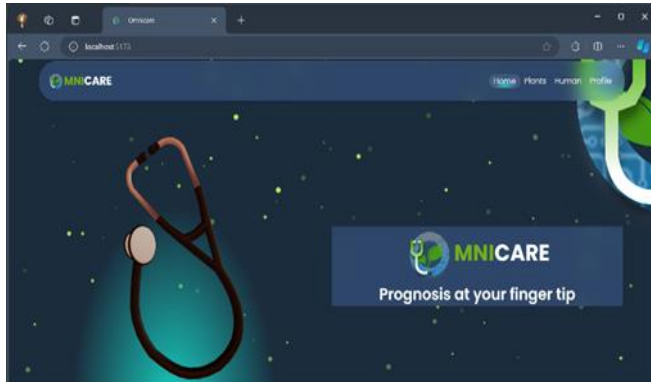 Omnicare
localhost:5173
MNICARE
Home Plants Human Profile
MNICARE
Prognosis at your finger tip